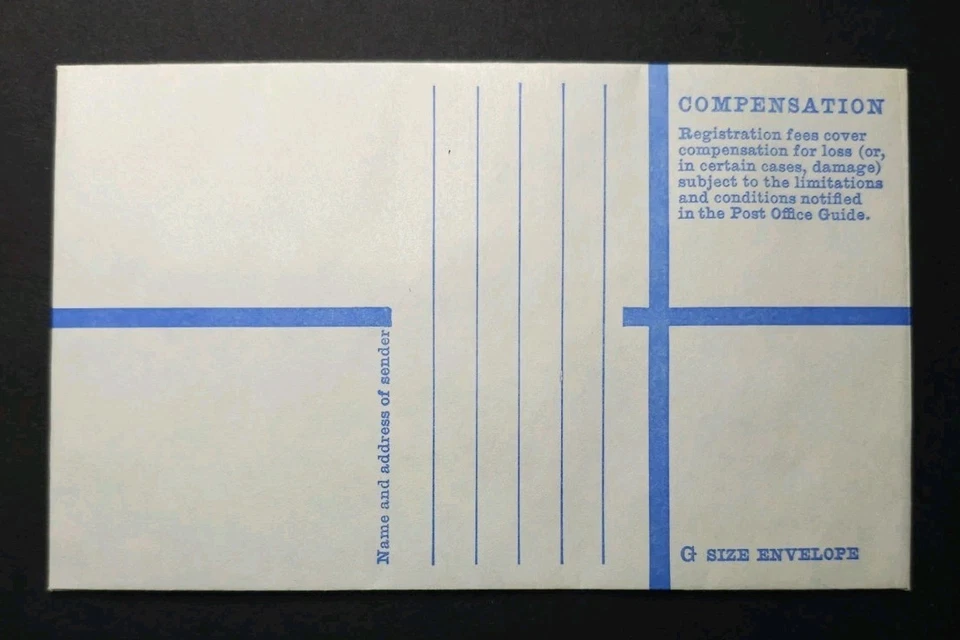 COMPENSATION
Registration fees cover
compensation for loss (or,
in certain cases, damage)
subject to the limitations
and conditions notified
in the Post Office Guide.
Name and address of sender
G SIZE ENVELOPE